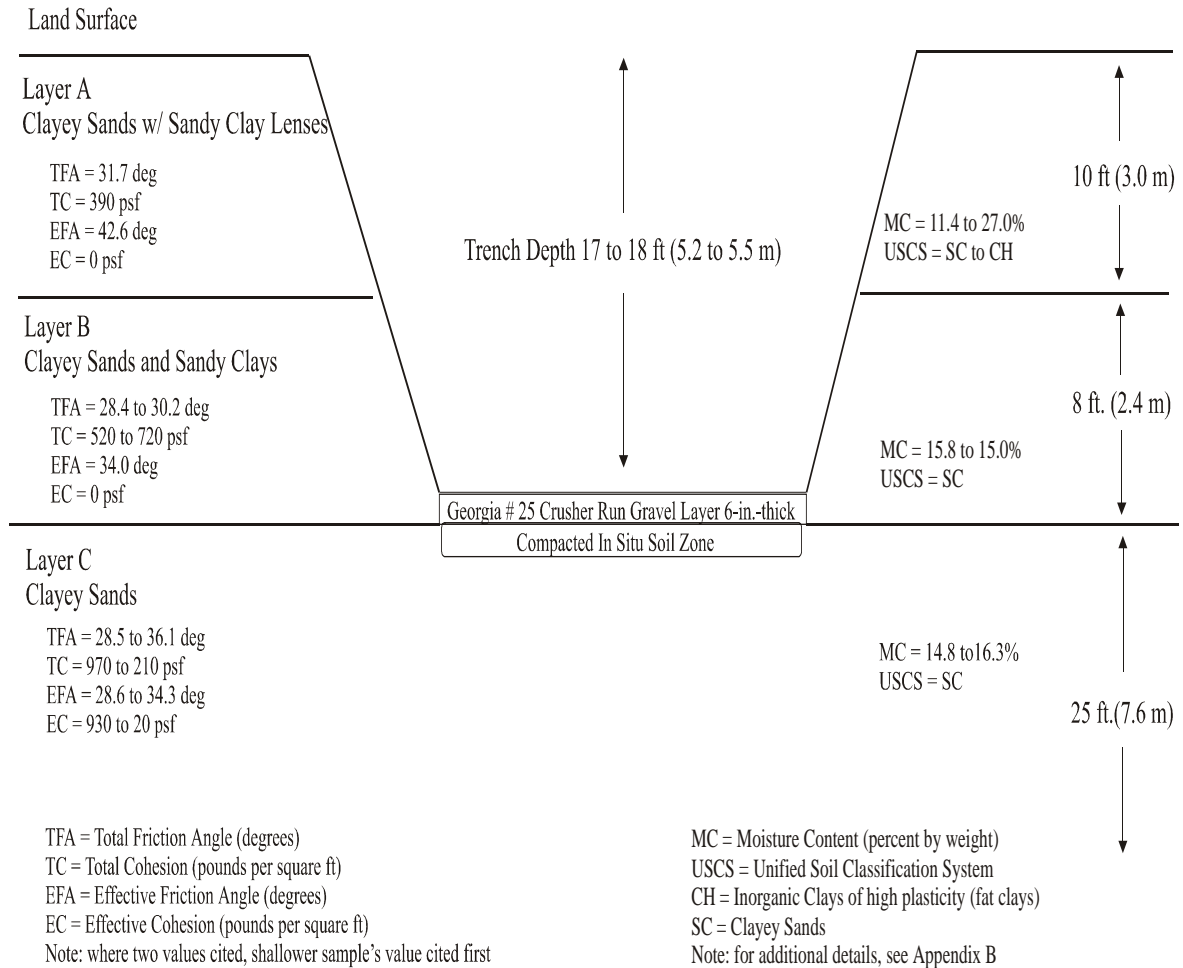 Land Surface
Layer A
Clayey Sands w/ Sandy Clay Lenses
TFA = 31.7 deg
TC = 390 psf
EFA = 42.6 deg
EC = 0 psf
Trench Depth 17 to 18 ft (5.2 to 5.5 m)
MC = 11.4 to 27.0%
USCS = SC to CH
10 ft (3.0 m)
Layer B
Clayey Sands and Sandy Clays
TFA = 28.4 to 30.2 deg
TC = 520 to 720 psf
EFA = 34.0 deg
EC = 0 psf
MC = 15.8 to 15.0%
USCS = SC
8 ft. (2.4 m)
Georgia # 25 Crusher Run Gravel Layer 6-in.-thick
Compacted In Situ Soil Zone
Layer C
Clayey Sands
TFA = 28.5 to 36.1 deg
TC = 970 to 210 psf
EFA = 28.6 to 34.3 deg
EC = 930 to 20 psf
MC = 14.8 to16.3%
USCS = SC
25 ft.(7.6 m)
TFA = Total Friction Angle (degrees)
TC = Total Cohesion (pounds per square ft)
EFA = Effective Friction Angle (degrees)
EC = Effective Cohesion (pounds per square ft)
Note: where two values cited, shallower sample's value cited first
MC = Moisture Content (percent by weight)
USCS = Unified Soil Classification System
CH = Inorganic Clays of high plasticity (fat clays)
SC = Clayey Sands
Note: for additional details, see Appendix B